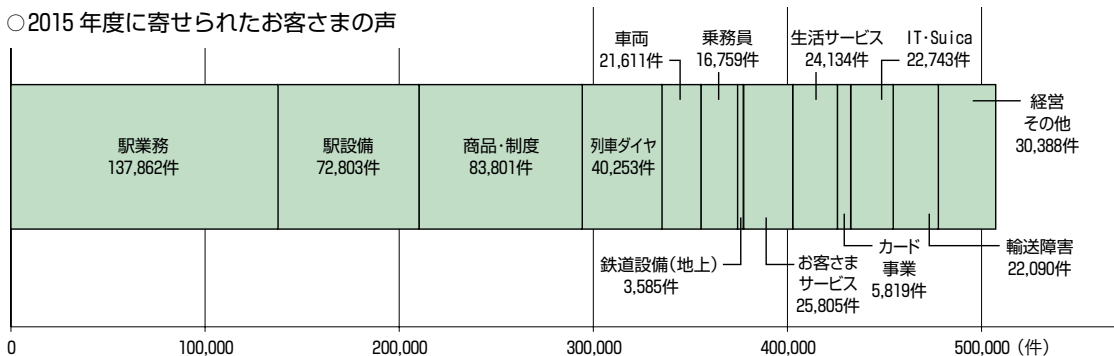 ○2015年度に寄せられたお客さまの声
車両
21,611件
乗務員
16,759件
生活サービス
24,134件
IT・Suica
22,743件
駅業務
137,862件
駅設備
72,803件
商品・制度
83,801件
列車ダイヤ
40,253件
経営
その他
30,388件
鉄道設備(地上)
3,585件
お客さま
サービス
25,805件
カード
事業
5,819件
輸送障害
22,090件
0 100,000 200,000 300,000 400,000 500,000 (件)